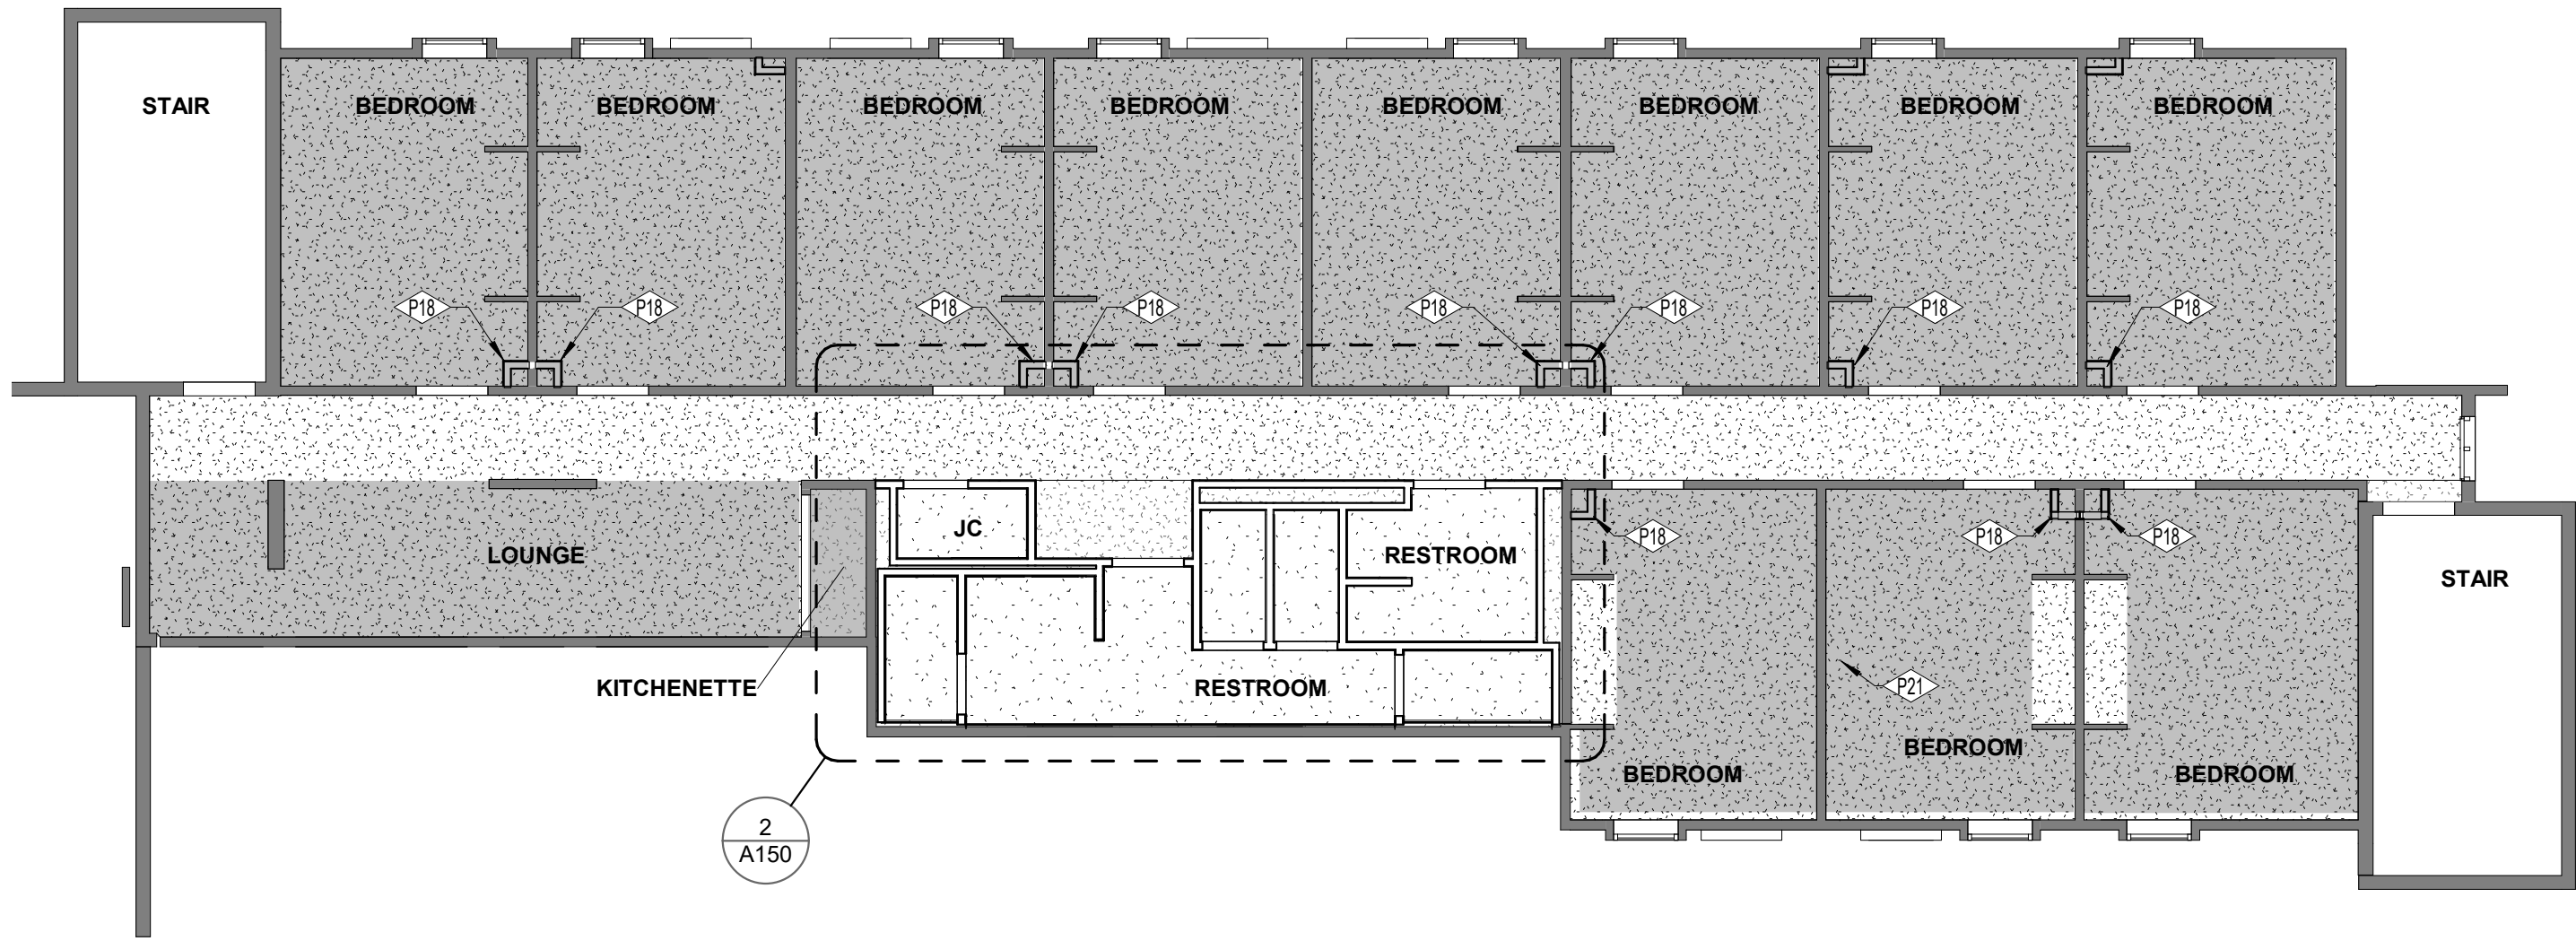 STAIR
BEDROOM
BEDROOM
BEDROOM
BEDROOM
BEDROOM
BEDROOM
BEDROOM
BEDROOM
P18
P18
P18
P18
P18
P18
P18
P18
JC
LOUNGE
RESTROOM
P18
P18
P18
STAIR
KITCHENETTE
RESTROOM
P21
BEDROOM
BEDROOM
BEDROOM
2
A150